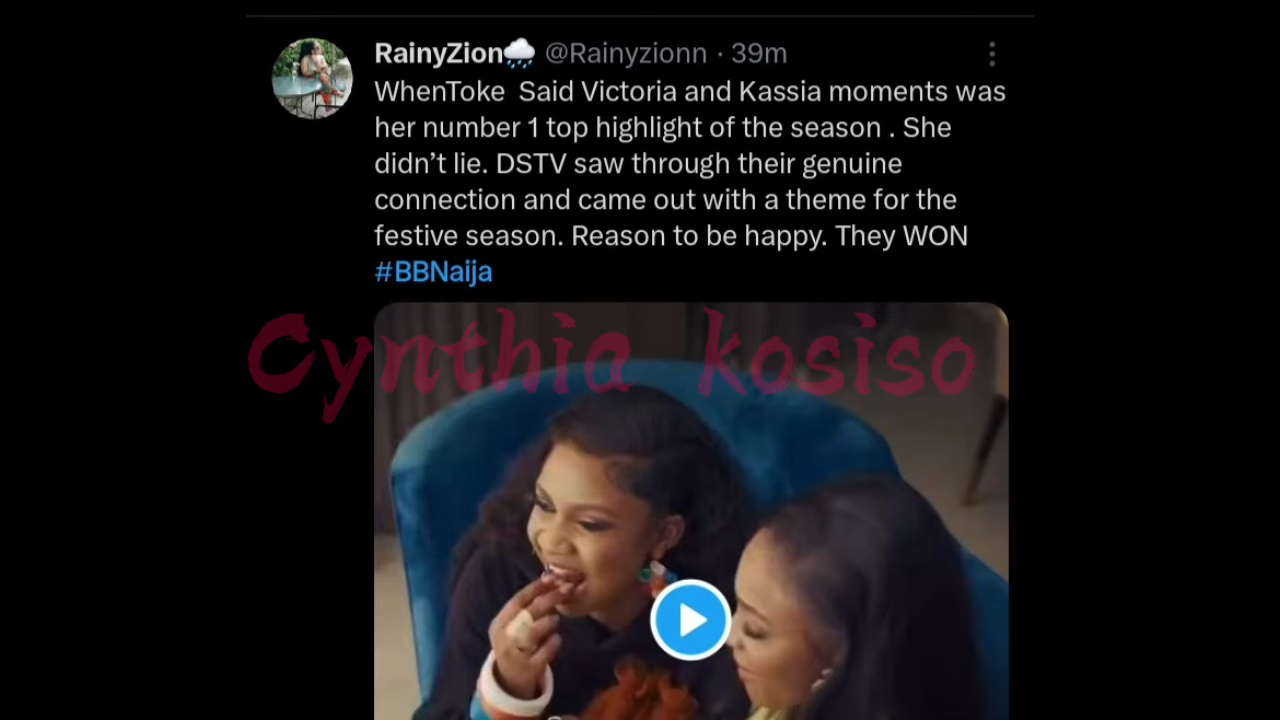 RainyZion🌧️ @Rainyzionn · 39m
WhenToke Said Victoria and Kassia moments was
her number 1 top highlight of the season . She
didn’t lie. DSTV saw through their genuine
connection and came out with a theme for the
festive season. Reason to be happy. They WON
#BBNaija
Cynthia kosiso